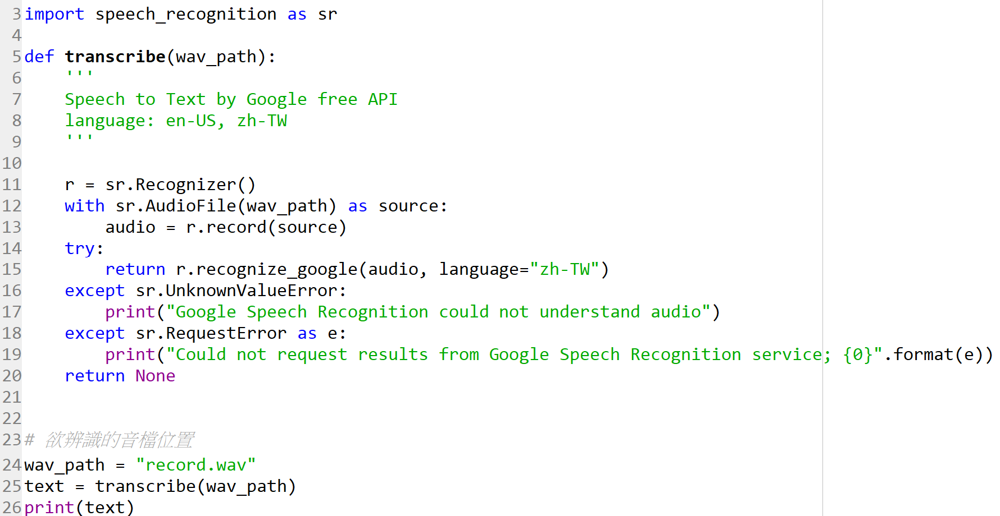 3 import speech_recognition as sr
4
5 def transcribe(wav_path):
6     '''
7     Speech to Text by Google free API
8     language: en-US, zh-TW
9     '''
10
11     r = sr.Recognizer()
12     with sr.AudioFile(wav_path) as source:
13         audio = r.record(source)
14     try:
15         return r.recognize_google(audio, language="zh-TW")
16     except sr.UnknownValueError:
17         print("Google Speech Recognition could not understand audio")
18     except sr.RequestError as e:
19         print("Could not request results from Google Speech Recognition service; {0}".format(e))
20     return None
21
22
23 # 欲辨識的音檔位置
24 wav_path = "record.wav"
25 text = transcribe(wav_path)
26 print(text)